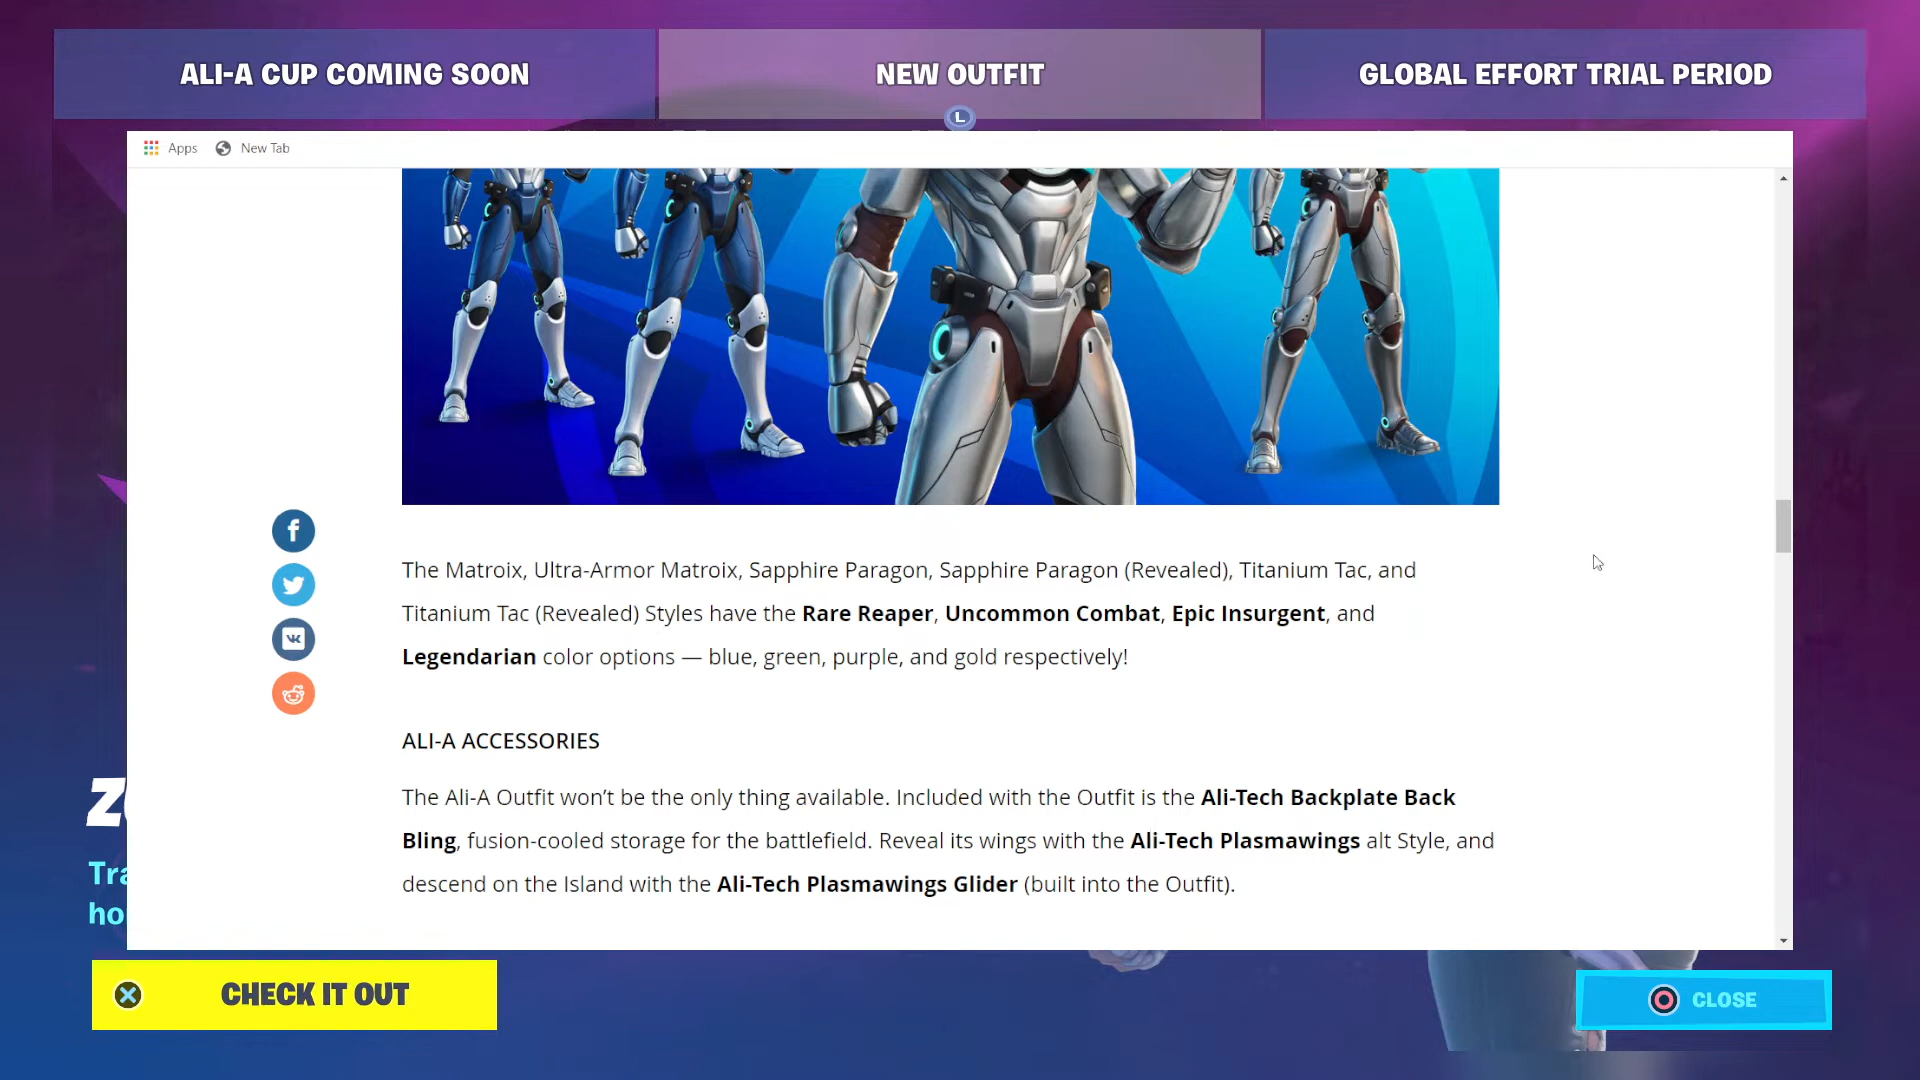 ALI-A CUP COMING SOON
NEW OUTFIT
GLOBAL EFFORT TRIAL PERIOD
L
Apps
New Tab
The Matroix, Ultra-Armor Matroix, Sapphire Paragon, Sapphire Paragon (Revealed), Titanium Tac, and
Titanium Tac (Revealed) Styles have the Rare Reaper, Uncommon Combat, Epic Insurgent, and
Legendarian color options — blue, green, purple, and gold respectively!
ALI-A ACCESSORIES
The Ali-A Outfit won’t be the only thing available. Included with the Outfit is the Ali-Tech Backplate Back
Bling, fusion-cooled storage for the battlefield. Reveal its wings with the Ali-Tech Plasmawings alt Style, and
descend on the Island with the Ali-Tech Plasmawings Glider (built into the Outfit).
CHECK IT OUT
CLOSE